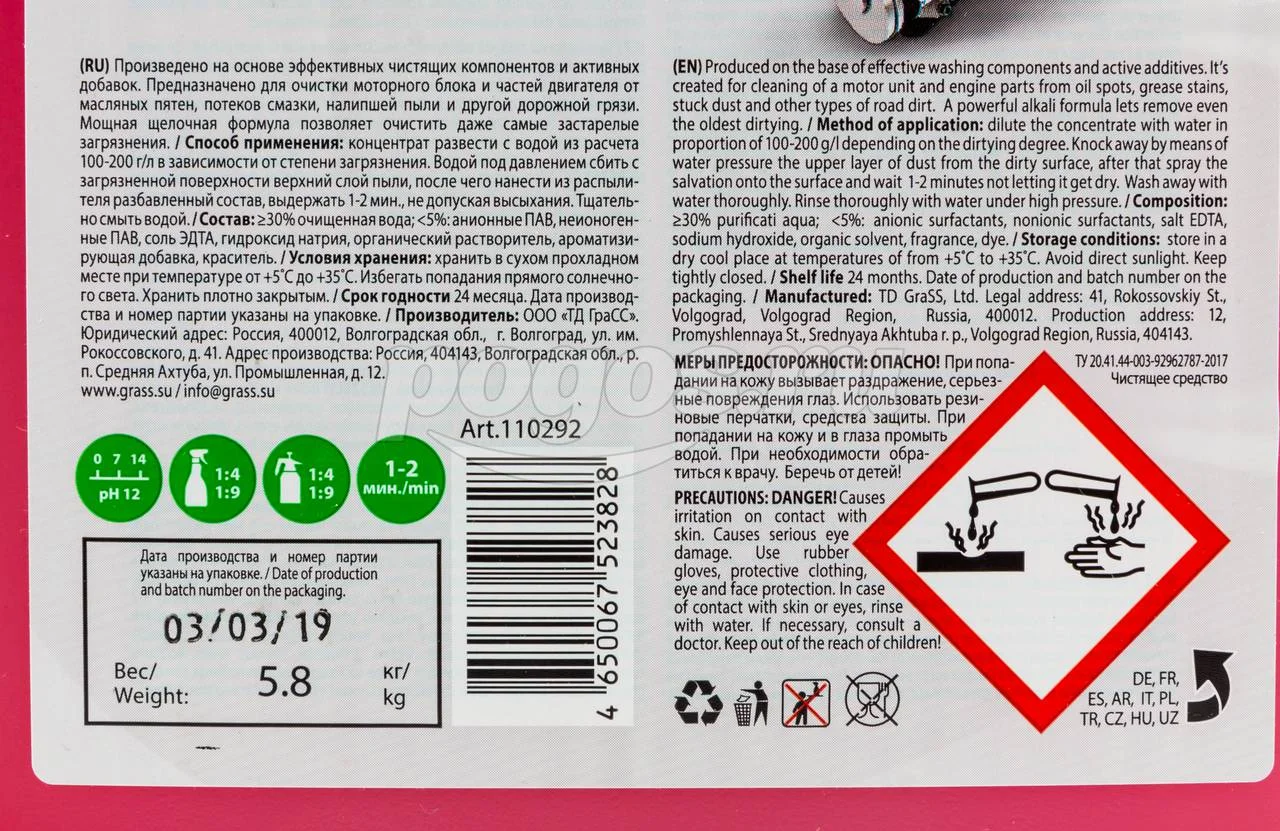 (RU) Произведено на основе эффективных чистящих компонентов и активных
добавок. Предназначено для очистки моторного блока и частей двигателя от
масляных пятен, потеков смазки, налипшей пыли и другой дорожной грязи.
Мощная щелочная формула позволяет очистить даже самые застарелые
загрязнения. / Способ применения: концентрат развести с водой из расчета
100-200 г/л в зависимости от степени загрязнения. Водой под давлением сбить с
загрязненной поверхности верхний слой пыли, после чего нанести из распыли-
теля разбавленный состав, выдержать 1-2 мин., не допуская высыхания. Тщатель-
но смыть водой. / Состав: ≥30% очищенная вода; <5%: анионные ПАВ, неионоген-
ные ПАВ, соль ЭДТА, гидроксид натрия, органический растворитель, ароматизи-
рующая добавка, краситель. / Условия хранения: хранить в сухом прохладном
месте при температуре от +5˚С до +35˚С. Избегать попадания прямого солнечно-
го света. Хранить плотно закрытым. / Срок годности 24 месяца. Дата производ-
ства и номер партии указаны на упаковке. / Производитель: ООО «ТД ГраСС».
Юридический адрес: Россия, 400012, Волгоградская обл., г. Волгоград, ул. им.
Рокоссовского, д. 41. Адрес производства: Россия, 404143, Волгоградская обл., р.
п. Средняя Ахтуба, ул. Промышленная, д. 12.
www.grass.su / info@grass.su
(EN) Produced on the base of effective washing components and active additives. It's
created for cleaning of a motor unit and engine parts from oil spots, grease stains,
stuck dust and other types of road dirt. A powerful alkali formula lets remove even
the oldest dirtying. / Method of application: dilute the concentrate with water in
proportion of 100-200 g/l depending on the dirtying degree. Knock away by means of
water pressure the upper layer of dust from the dirty surface, after that spray the
salvation onto the surface and wait 1-2 minutes not letting it get dry. Wash away with
water thoroughly. Rinse thoroughly with water under high pressure. / Composition:
≥30% purificati aqua; <5%: anionic surfactants, nonionic surfactants, salt EDTA,
sodium hydroxide, organic solvent, fragrance, dye. / Storage conditions: store in a
dry cool place at temperatures of from +5˚C to +35˚C. Avoid direct sunlight. Keep
tightly closed. / Shelf life 24 months. Date of production and batch number on the
packaging. / Manufactured: TD GraSS, Ltd. Legal address: 41, Rokossovskiy St.,
Volgograd, Volgograd Region, Russia, 400012. Production address: 12,
Promyshlennaya St., Srednyaya Akhtuba r. p., Volgograd Region, Russia, 404143.
МЕРЫ ПРЕДОСТОРОЖНОСТИ: ОПАСНО! При попа-
дании на кожу вызывает раздражение, серьез-
ные повреждения глаз. Использовать рези-
новые перчатки, средства защиты. При
попадании на кожу и в глаза промыть
водой. При необходимости обра-
титься к врачу. Беречь от детей!
PRECAUTIONS: DANGER! Causes
irritation on contact with
skin. Causes serious eye
damage. Use rubber
gloves, protective clothing,
eye and face protection. In case
of contact with skin or eyes, rinse
with water. If necessary, consult a
doctor. Keep out of the reach of children!
ТУ 20.41.44-003-92962787-2017
Чистящее средство
pogos.ru
Art.110292
0 7 14
pH 12
1:4
1:9
1:4
1:9
1-2
мин./min
4 650067 523828
Дата производства и номер партии
указаны на упаковке. / Date of production
and batch number on the packaging.
03/03/19
Вес/
Weight:
5.8
кг/
kg
DE, FR,
ES, AR, IT, PL,
TR, CZ, HU, UZ